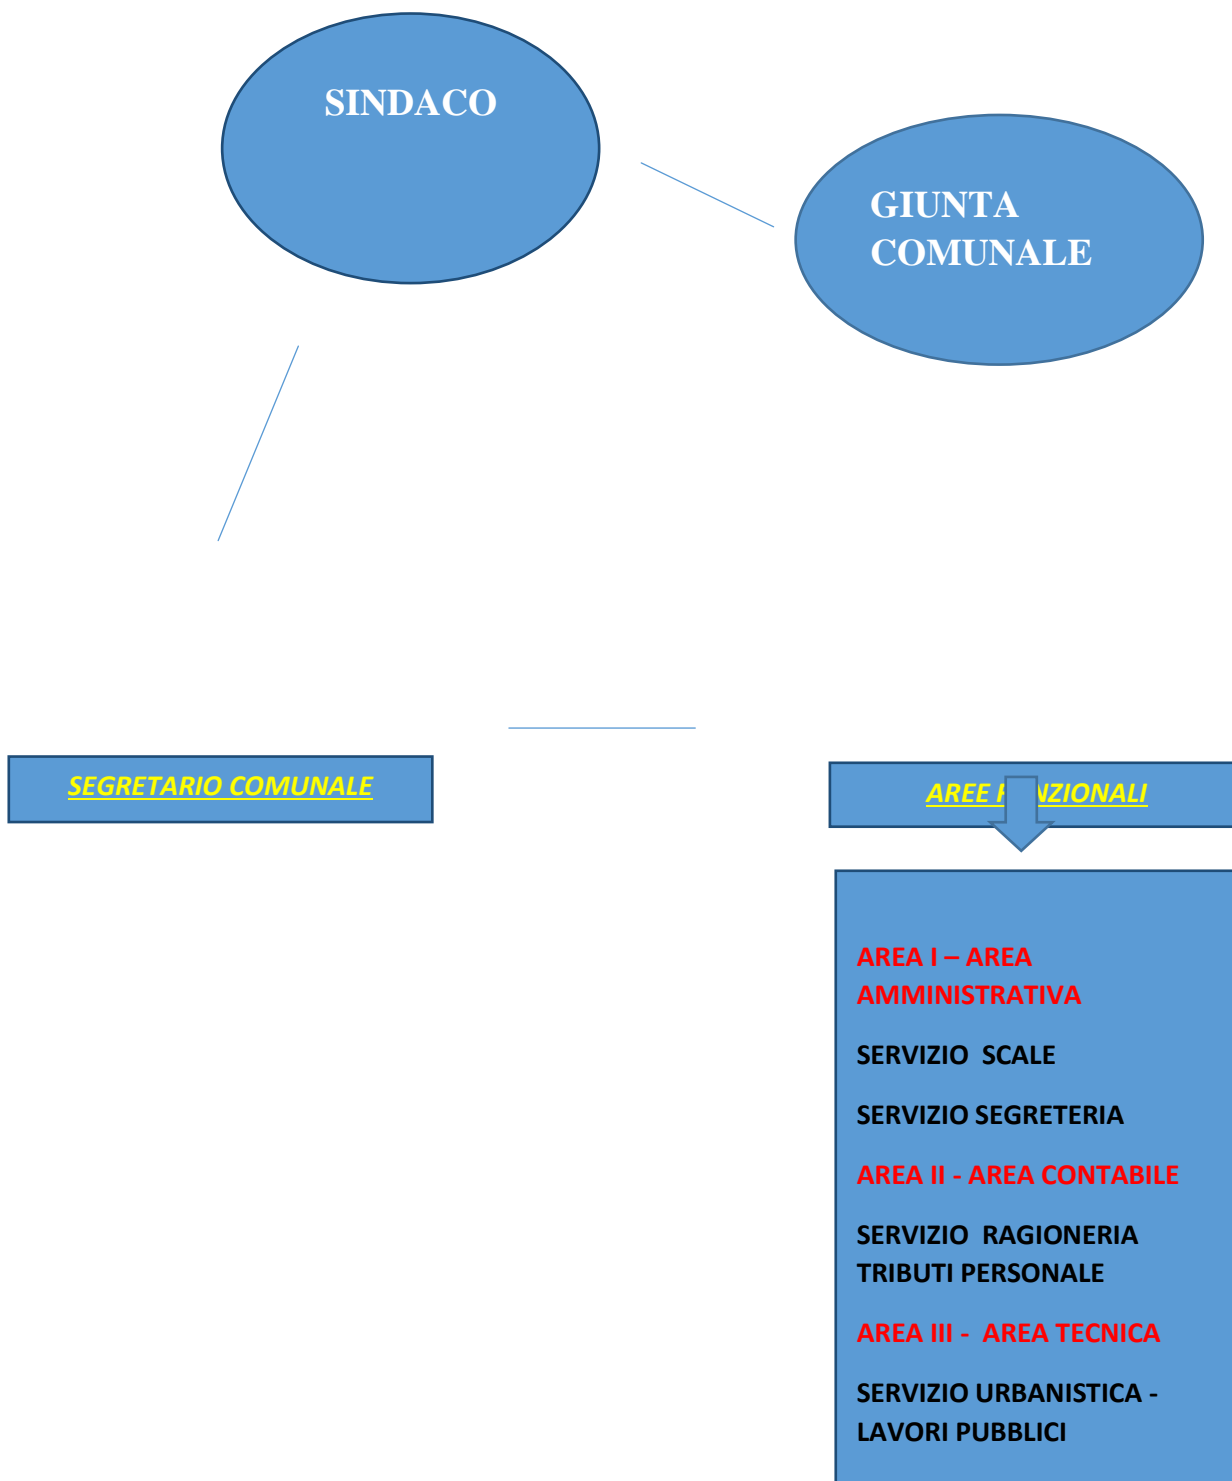 SINDACO
GIUNTA
COMUNALE
SEGRETARIO COMUNALE
AREE F NZIONALI
AREA I – AREA
AMMINISTRATIVA
SERVIZIO  SCALE
SERVIZIO SEGRETERIA
AREA II - AREA CONTABILE
SERVIZIO  RAGIONERIA
TRIBUTI PERSONALE
AREA III -  AREA TECNICA
SERVIZIO URBANISTICA -
LAVORI PUBBLICI